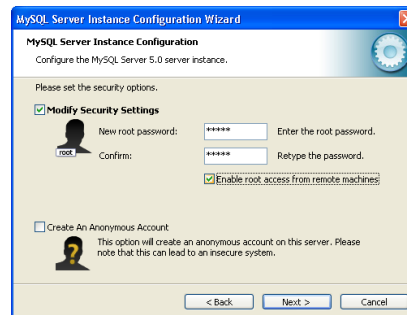 MySQL Server Instance Configuration Wizard
MySQL Server Instance Configuration
Configure the MySQL Server 5.0 server instance.
Please set the security options.
Modify Security Settings
root
New root password: ***** Enter the root password.
Confirm: ***** Retype the password.
Enable root access from remote machines
Create An Anonymous Account
This option will create an anonymous account on this server. Please
note that this can lead to an insecure system.
< Back Next > Cancel